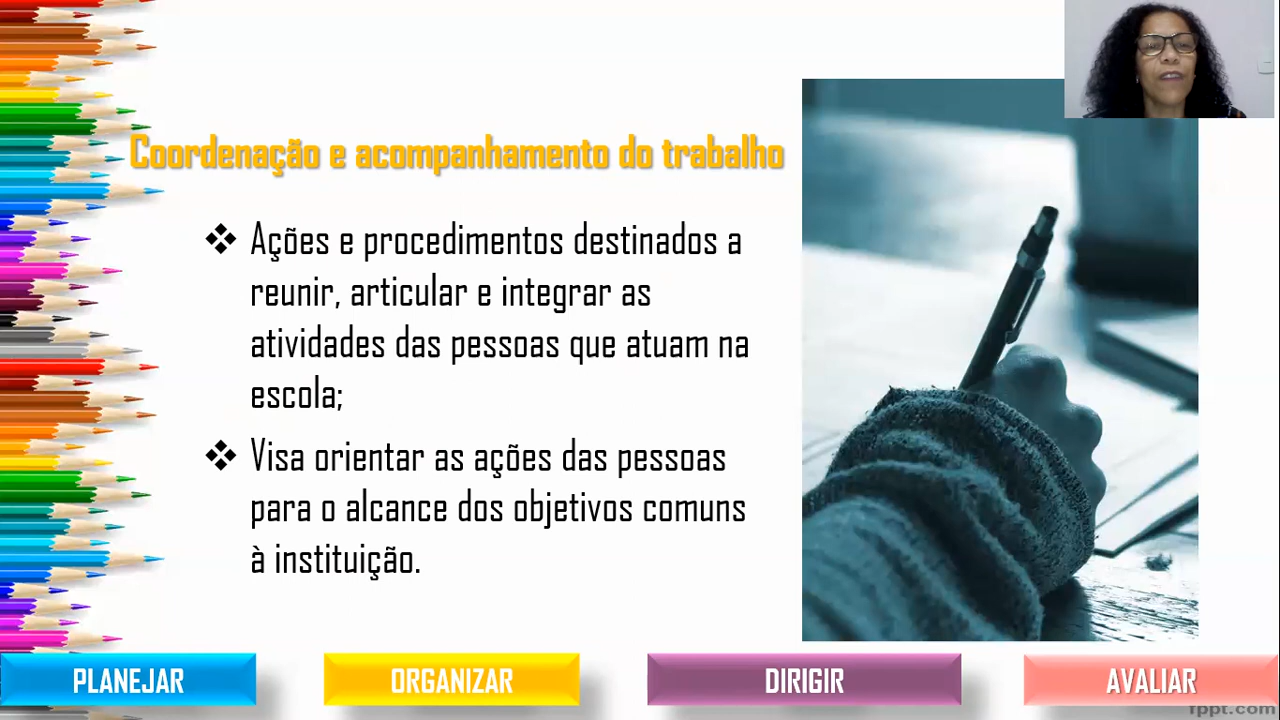 Coordenação e acompanhamento do trabalho
❖ Ações e procedimentos destinados a
reunir, articular e integrar as
atividades das pessoas que atuam na
escola;
❖ Visa orientar as ações das pessoas
para o alcance dos objetivos comuns
à instituição.
PLANEJAR
ORGANIZAR
DIRIGIR
AVALIAR
fppt.com